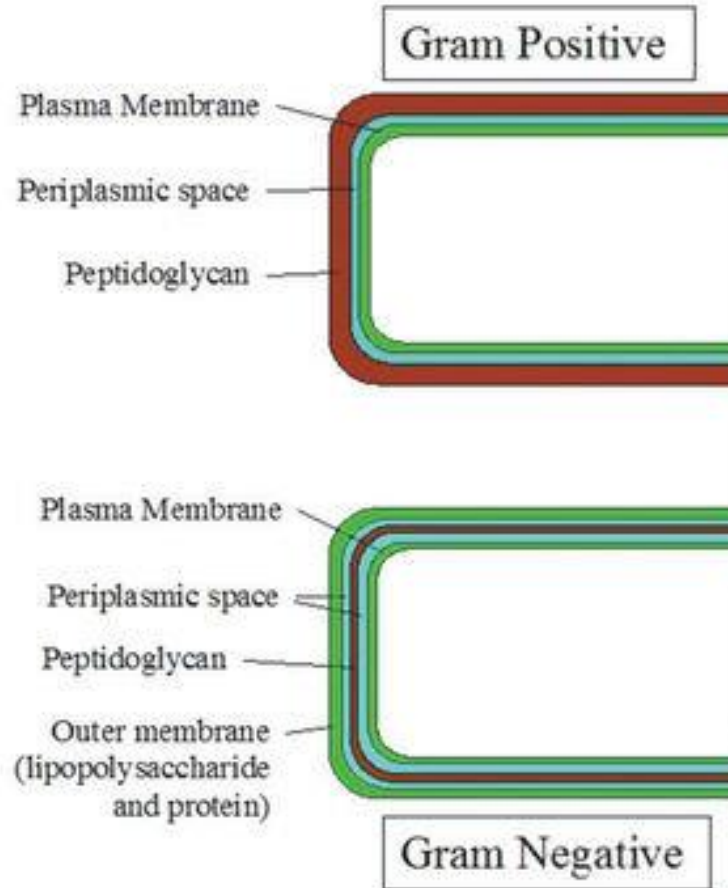 Gram Positive
Plasma Membrane
Periplasmic space
Peptidoglycan
Plasma Membrane
Periplasmic space
Peptidoglycan
Outer membrane
(lipopolysaccharide
and protein)
Gram Negative